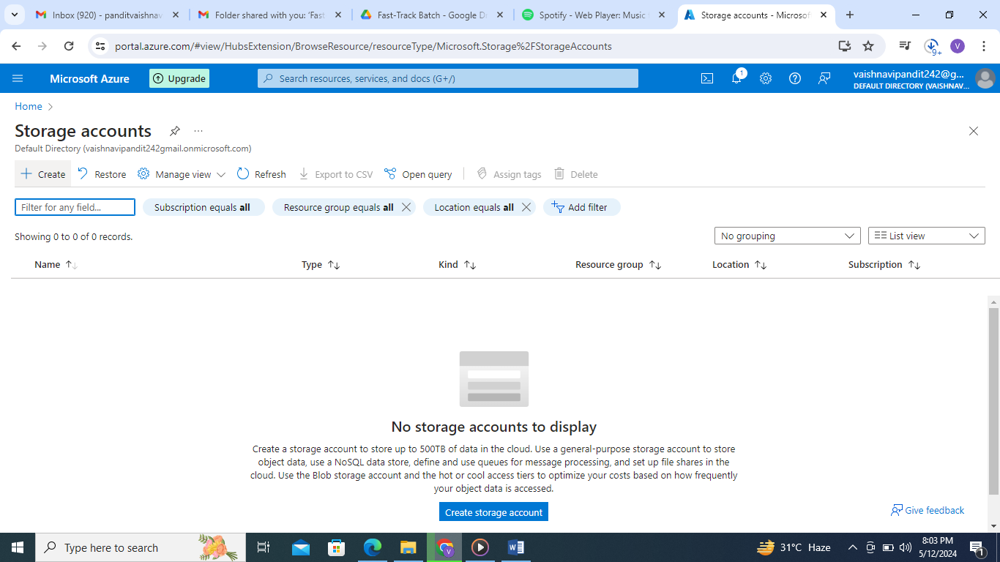 Inbox (920) - panditvaishnav
Folder shared with you: 'Fast
Fast-Track Batch - Google Dr
Spotify - Web Player: Music
Storage accounts - Microsof
portal.azure.com/#view/HubsExtension/BrowseResource/resourceType/Microsoft.Storage%2FStorageAccounts
9+
V
Microsoft Azure
Upgrade
Search resources, services, and docs (G+/)
1
vaishnavipandit242@g...
DEFAULT DIRECTORY (VAISHNAV...
Home
Storage accounts
Default Directory (vaishnavipandit242gmail.onmicrosoft.com)
Create
Restore
Manage view
Refresh
Export to CSV
Open query
Assign tags
Delete
Filter for any field...
Subscription equals all
Resource group equals all
Location equals all
Add filter
Showing 0 to 0 of 0 records.
No grouping
List view
Name
Type
Kind
Resource group
Location
Subscription
No storage accounts to display
Create a storage account to store up to 500TB of data in the cloud. Use a general-purpose storage account to store
object data, use a NoSQL data store, define and use queues for message processing, and set up file shares in the
cloud. Use the Blob storage account and the hot or cool access tiers to optimize your costs based on how frequently
your object data is accessed.
Create storage account
Give feedback
Type here to search
V
31°C Haze
8:03 PM
5/12/2024
1